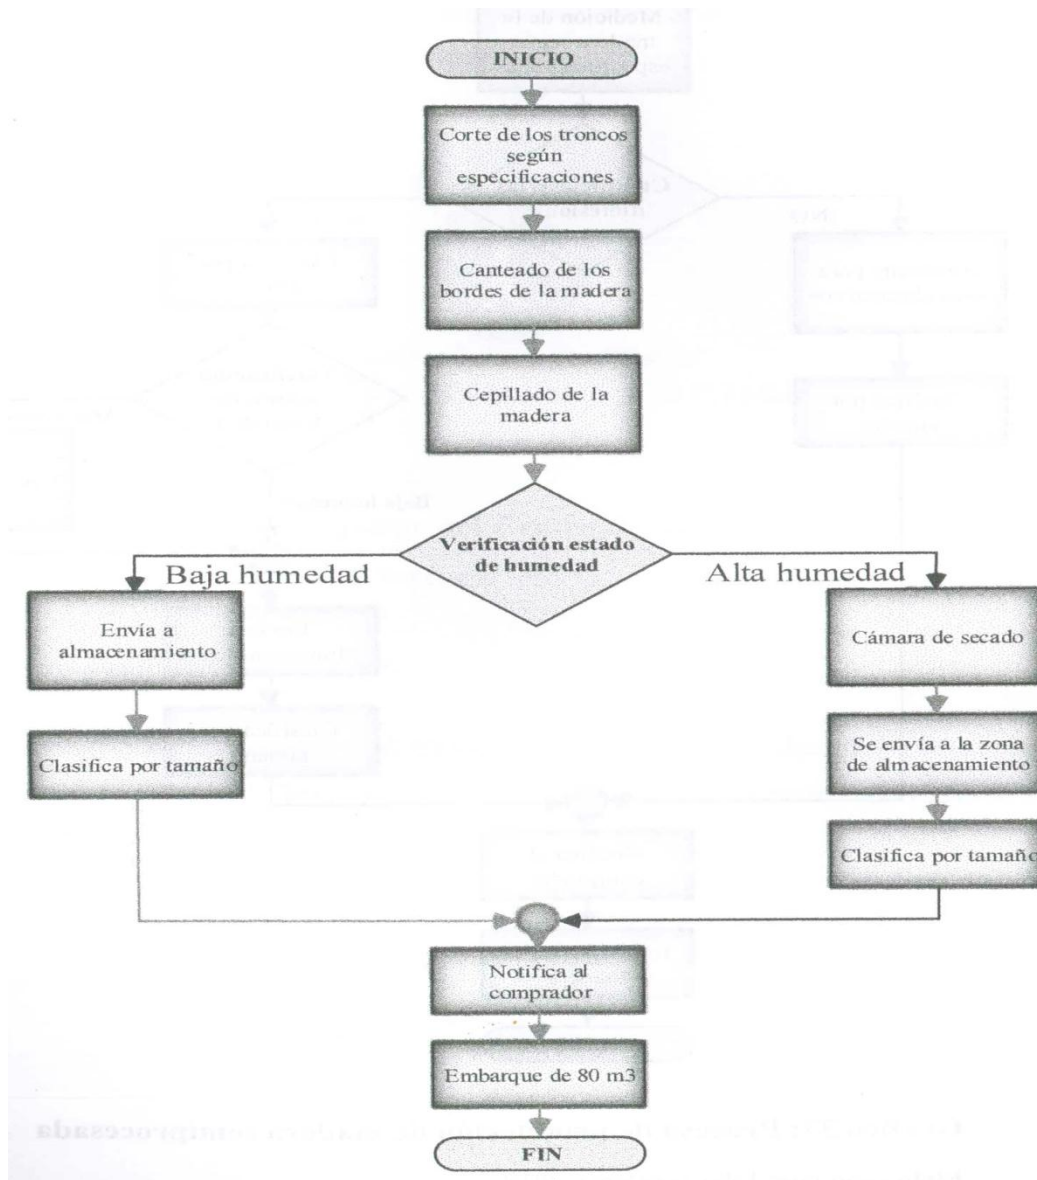 INICIO
Corte de los troncos
según
especificaciones
Canteado de los
bordes de la madera
Cepillado de la
madera
Verificación estado
de humedad
Baja humedad
Alta humedad
Envía a
almacenamiento
Cámara de secado
Clasifica por tamaño
Se envía a la zona
de almacenamiento
Clasifica por tamaño
Notifica al
comprador
Embarque de 80 m3
FIN